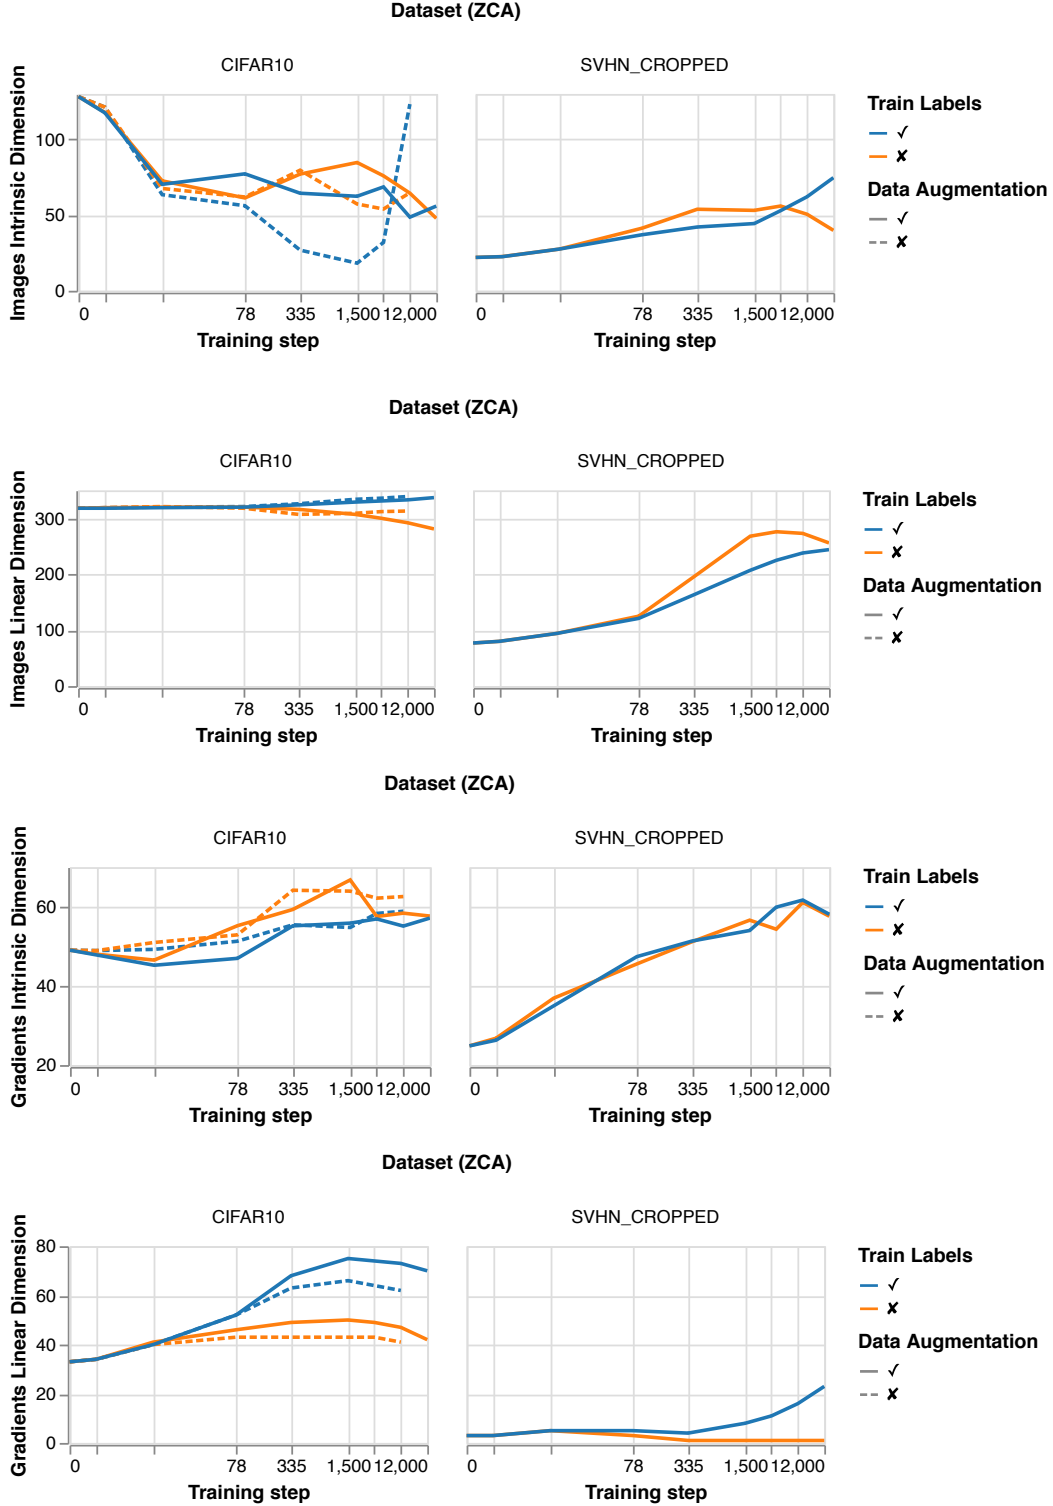 Dataset (ZCA)
CIFAR10 SVHN_CROPPED
Images Intrinsic Dimension
100
50
0
0 78 335 1,500 12,000
0 78 335 1,500 12,000
Training step Training step
Train Labels
✓
✘
Data Augmentation
✓
✘
Dataset (ZCA)
CIFAR10 SVHN_CROPPED
Images Linear Dimension
300
200
100
0
0 78 335 1,500 12,000
0 78 335 1,500 12,000
Training step Training step
Train Labels
✓
✘
Data Augmentation
✓
✘
Dataset (ZCA)
CIFAR10 SVHN_CROPPED
Gradients Intrinsic Dimension
60
40
20
0 78 335 1,500 12,000
0 78 335 1,500 12,000
Training step Training step
Train Labels
✓
✘
Data Augmentation
✓
✘
Dataset (ZCA)
CIFAR10 SVHN_CROPPED
Gradients Linear Dimension
80
60
40
20
0
0 78 335 1,500 12,000
0 78 335 1,500 12,000
Training step Training step
Train Labels
✓
✘
Data Augmentation
✓
✘